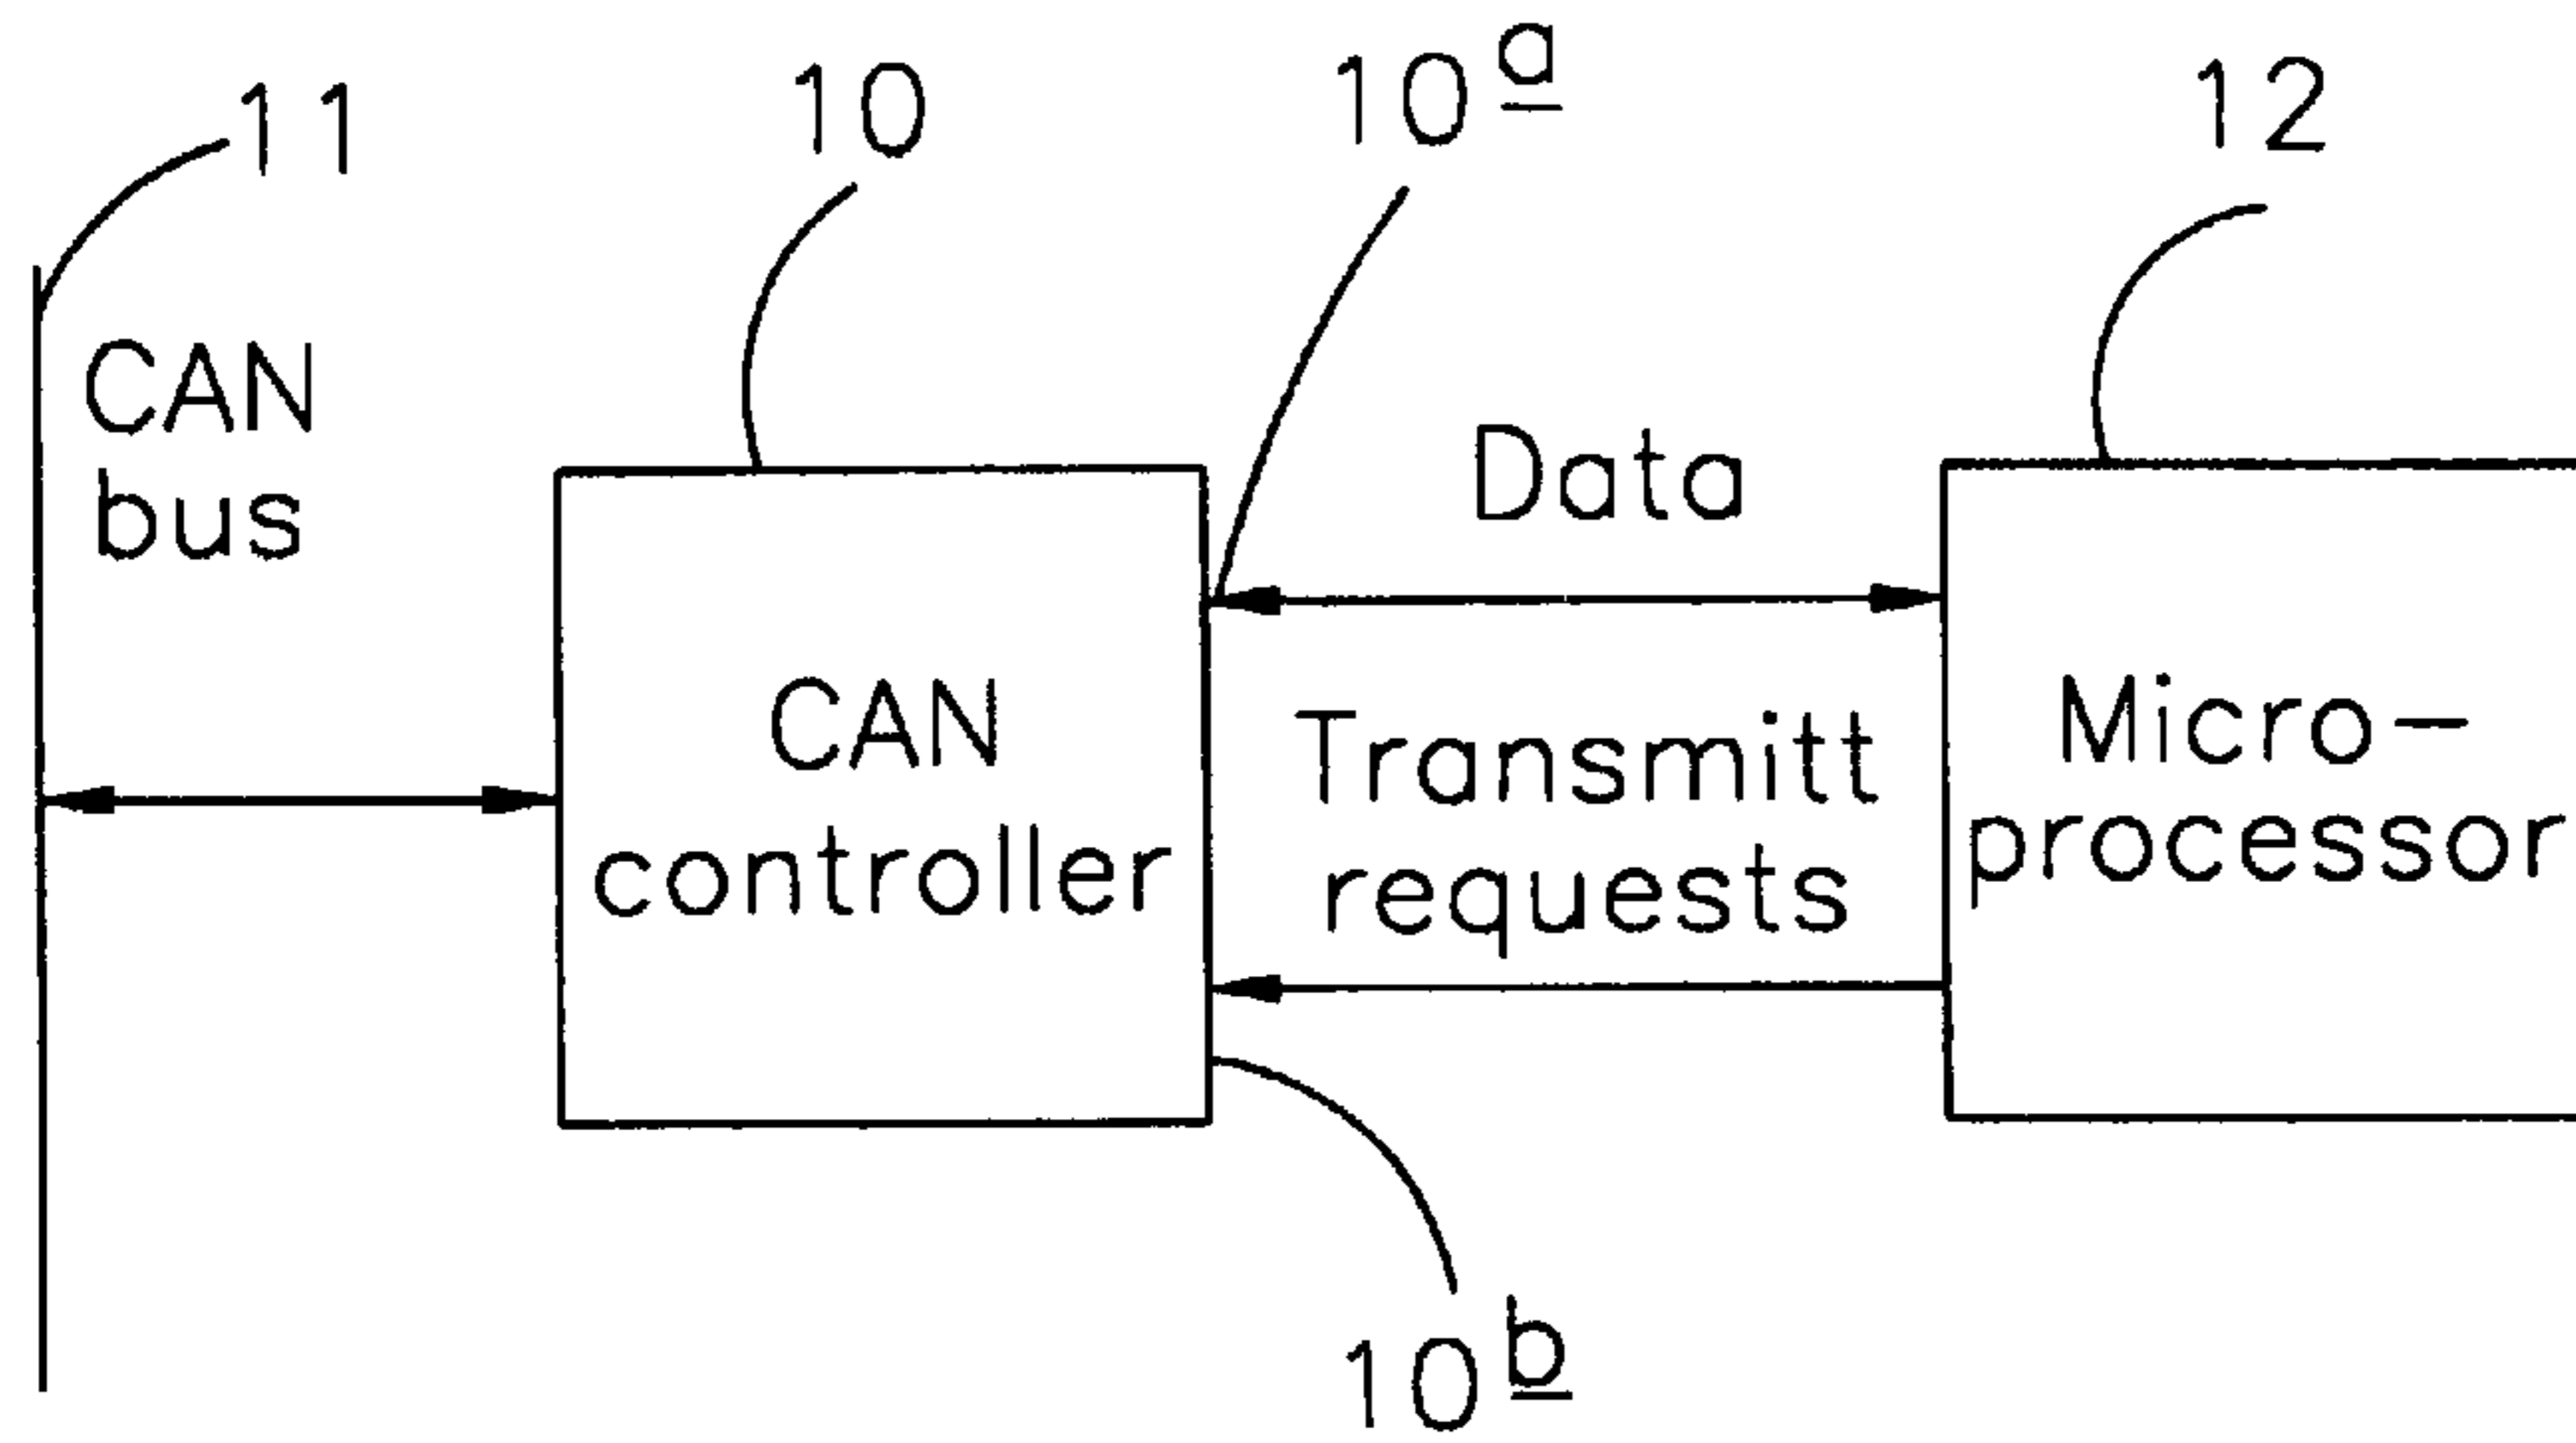 11
10
10a
12
CAN
bus
Data
CAN
controller
Transmitt
requests
Micro-
processor
10b